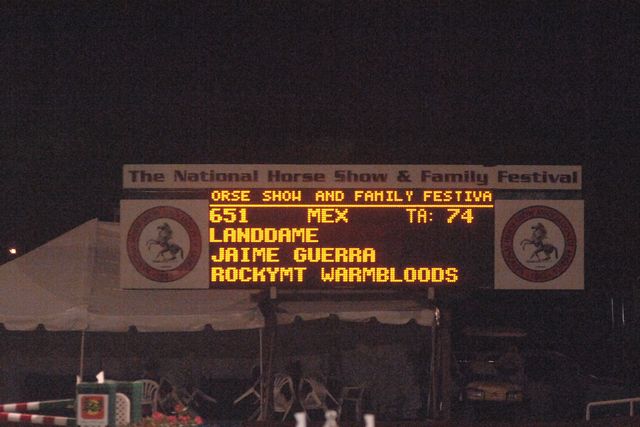 The National Horse Show & Family Festival
ORSE SHOW AND FAMILY FESTIVA
651 MEX TA: 74
LANDDAME
JAIME GUERRA
ROCKYMT WARMBLOODS